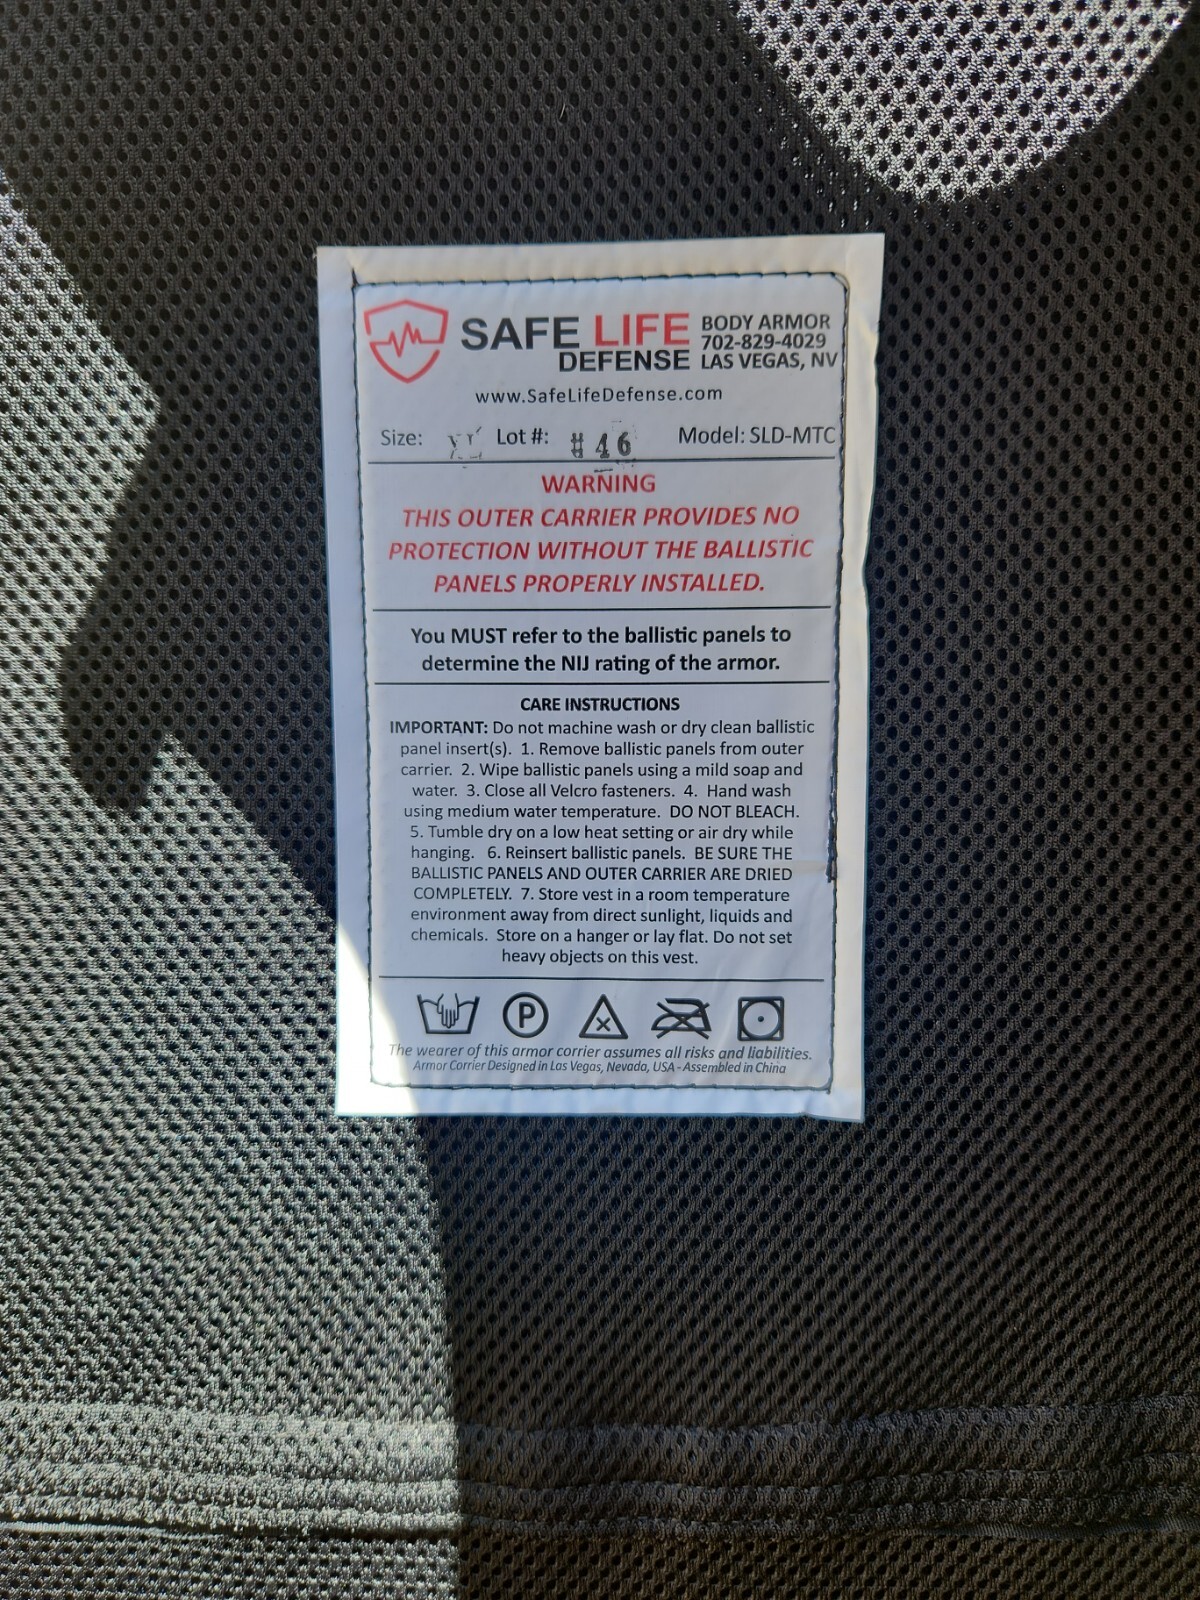 SAFE LIFE
DEFENSE
BODY ARMOR
702-829-4029
LAS VEGAS, NV
www.SafeLifeDefense.com
Size: Lot #: #46 Model: SLD-MTC
WARNING
THIS OUTER CARRIER PROVIDES NO
PROTECTION WITHOUT THE BALLISTIC
PANELS PROPERLY INSTALLED.
You MUST refer to the ballistic panels to
determine the NIJ rating of the armor.
CARE INSTRUCTIONS
IMPORTANT: Do not machine wash or dry clean ballistic
panel insert(s). 1. Remove ballistic panels from outer
carrier. 2. Wipe ballistic panels using a mild soap and
water. 3. Close all Velcro fasteners. 4. Hand wash
using medium water temperature. DO NOT BLEACH.
5. Tumble dry on a low heat setting or air dry while
hanging. 6. Reinsert ballistic panels. BE SURE THE
BALLISTIC PANELS AND OUTER CARRIER ARE DRIED
COMPLETELY. 7. Store vest in a room temperature
environment away from direct sunlight, liquids and
chemicals. Store on a hanger or lay flat. Do not set
heavy objects on this vest.
P
The wearer of this armor carrier assumes all risks and liabilities.
Armor Carrier Designed in Las Vegas, Nevada, USA - Assembled in China